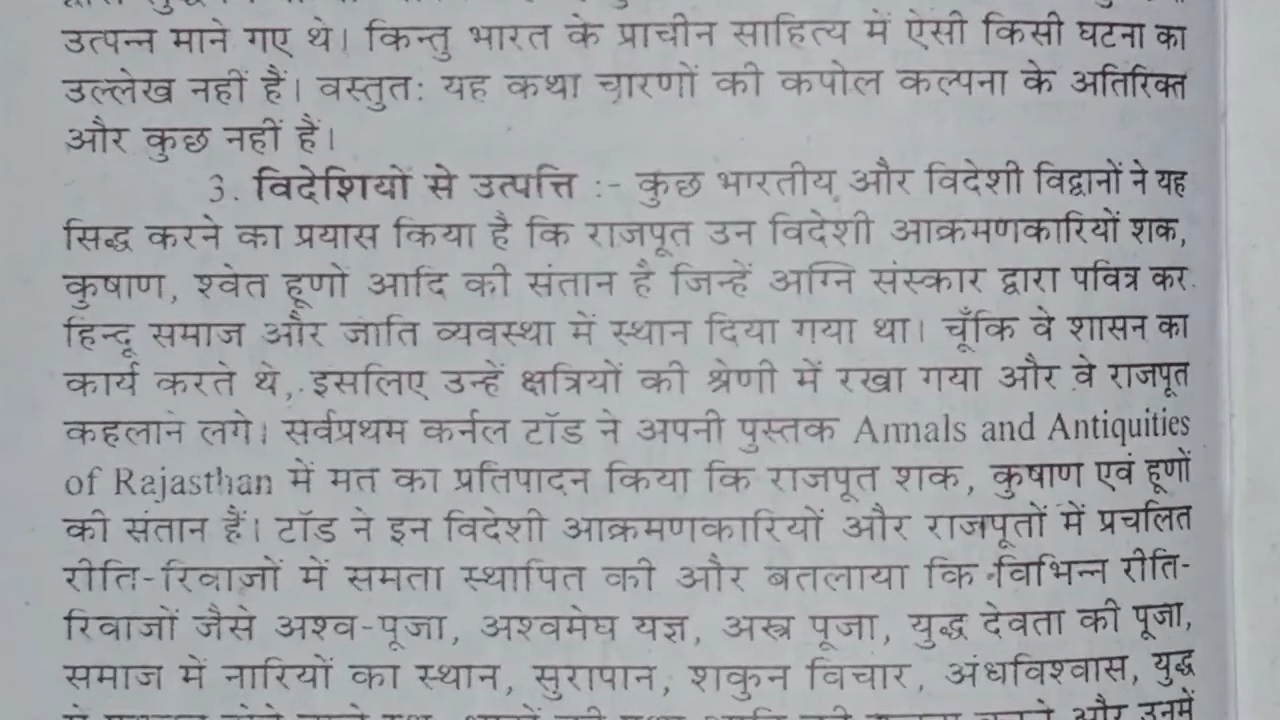 उत्पन्न माने गए थे। किन्तु भारत के प्राचीन साहित्य में ऐसी किसी घटना का
उल्लेख नहीं हैं। वस्तुतः यह कथा चारणों की कपोल कल्पना के अतिरिक्त
और कुछ नहीं हैं।
3. विदेशियों से उत्पत्ति :- कुछ भारतीय और विदेशी विद्वानों ने यह
सिद्ध करने का प्रयास किया है कि राजपूत उन विदेशी आक्रमणकारियों शक,
कुषाण, श्वेत हूणों आदि की संतान है जिन्हें अग्नि संस्कार द्वारा पवित्र कर
हिन्दू समाज और जाति व्यवस्था में स्थान दिया गया था। चूँकि वे शासन का
कार्य करते थे, इसलिए उन्हें क्षत्रियों की श्रेणी में रखा गया और वे राजपूत
कहलाने लगे। सर्वप्रथम कर्नल टॉड ने अपनी पुस्तक Annals and Antiquities
of Rajasthan में मत का प्रतिपादन किया कि राजपूत शक, कुषाण एवं हूणों
की संतान हैं। टॉड ने इन विदेशी आक्रमणकारियों और राजपूतों में प्रचलित
रीति-रिवाजों में समता स्थापित की और बतलाया कि विभिन्न रीति-
रिवाजों जैसे अश्व-पूजा, अश्वमेघ यज्ञ, अस्त्र पूजा, युद्ध देवता की पूजा,
समाज में नारियों का स्थान, सुरापान, शकुन विचार, अंधविश्वास, युद्ध
और उनमें